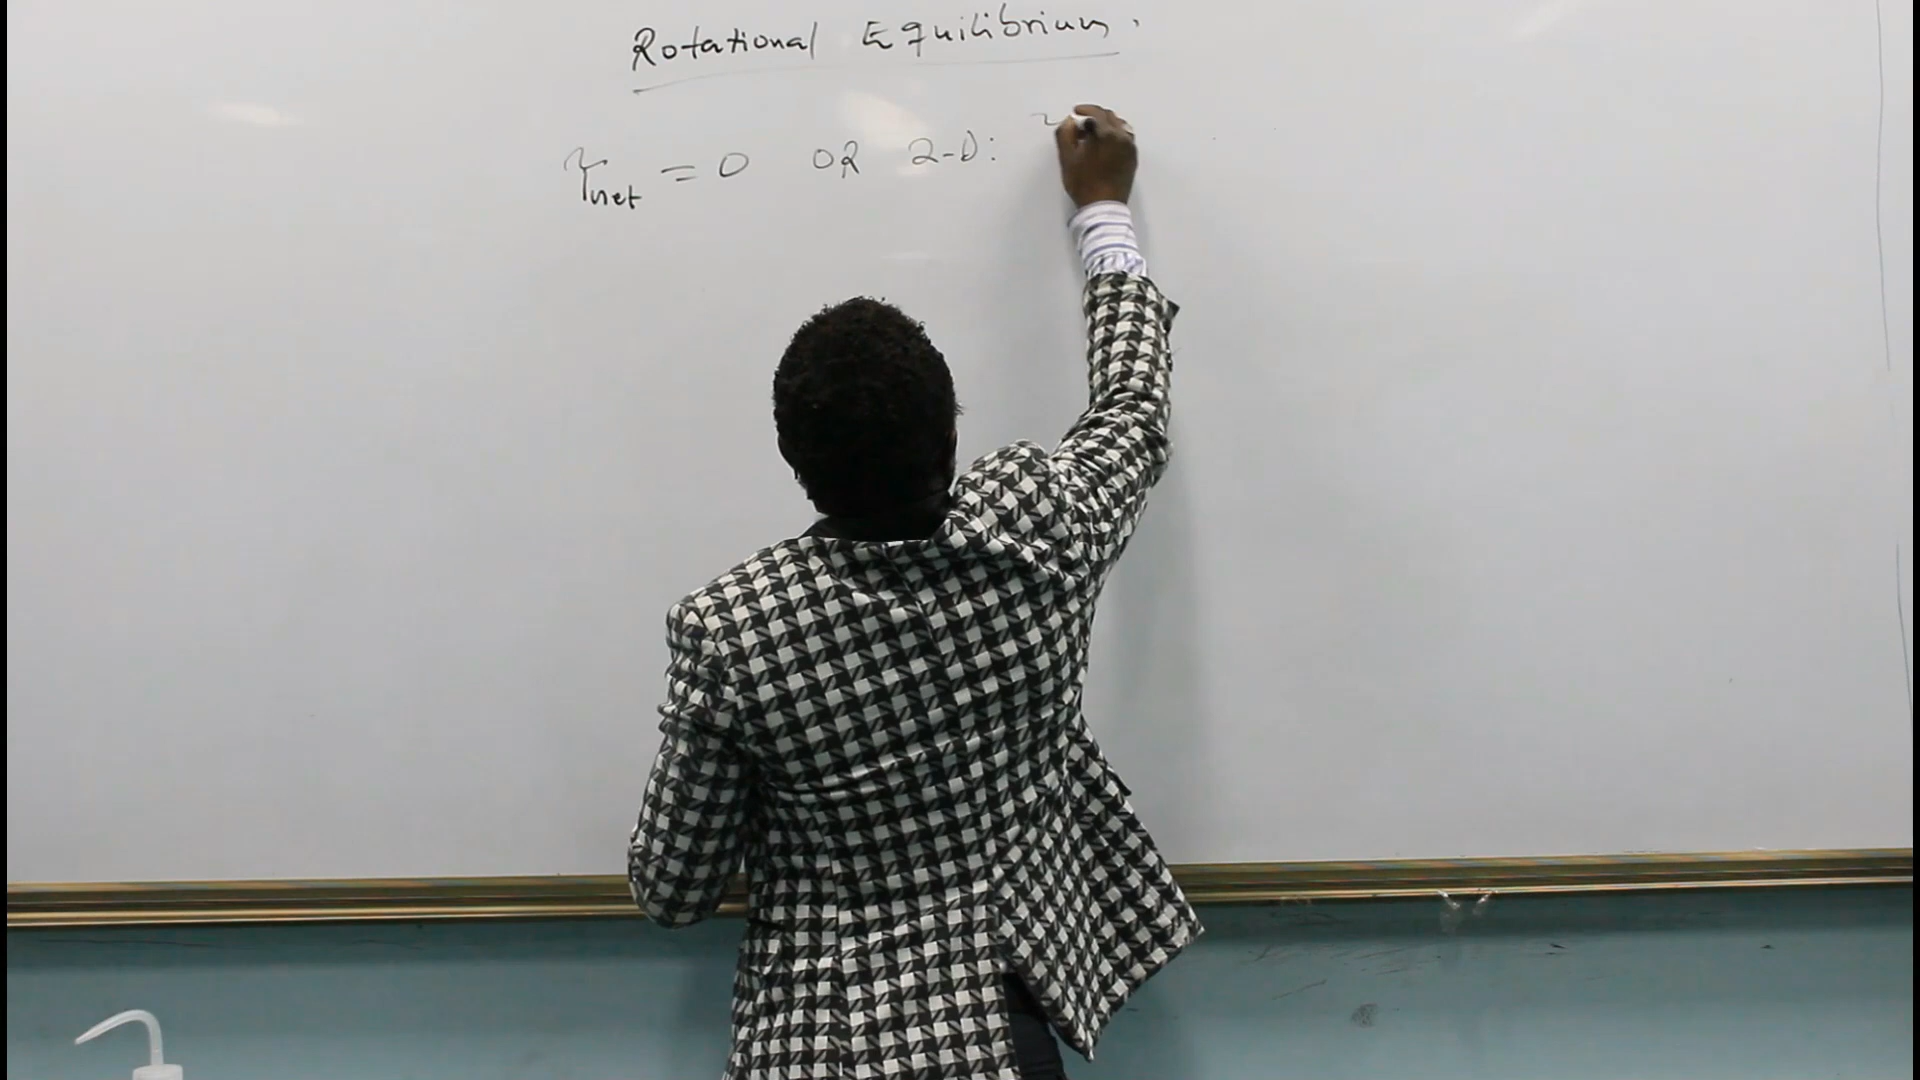 Rotational Equilibrium.
τnet = 0 OR 2-D: